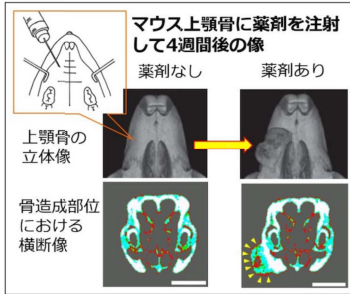 マウス上顎骨に薬剤を注射
して4週間後の像
薬剤なし
薬剤あり
上顎骨の
立体像
骨造成部位
における
横断像